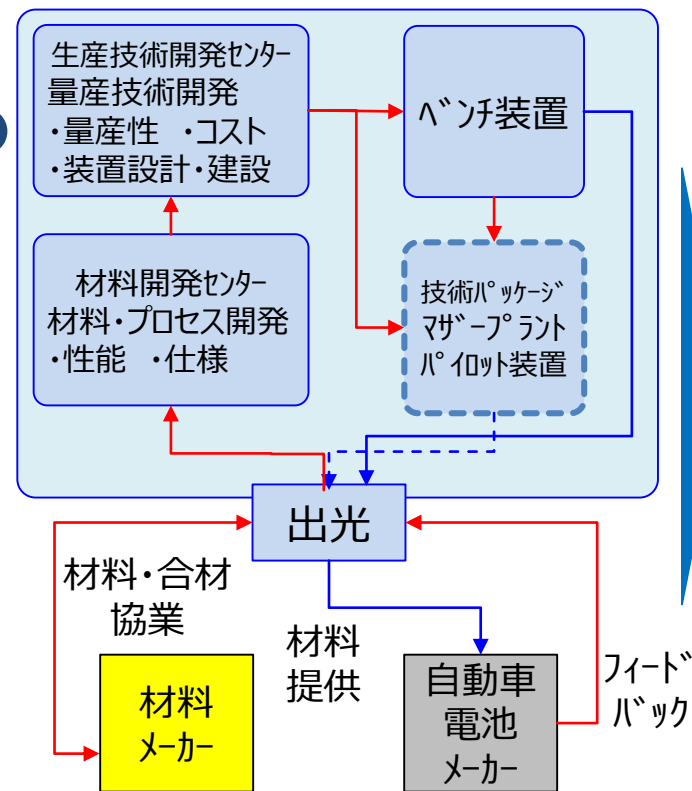 生産技術開発ｾﾝﾀｰ
量産技術開発
・量産性 ・コスト
・装置設計・建設
ﾍﾞﾝﾁ装置
材料開発ｾﾝﾀｰ
材料・プロセス開発
・性能 ・仕様
技術ﾊﾟｯｹｰｼﾞ
ﾏｻﾞｰﾌﾟﾗﾝﾄ
ﾊﾟｲﾛｯﾄ装置
出光
材料・合材
協業
材料
提供
フィードﾞ
バック
材料
ﾒｰｶｰ
自動車
電池
ﾒｰｶｰ